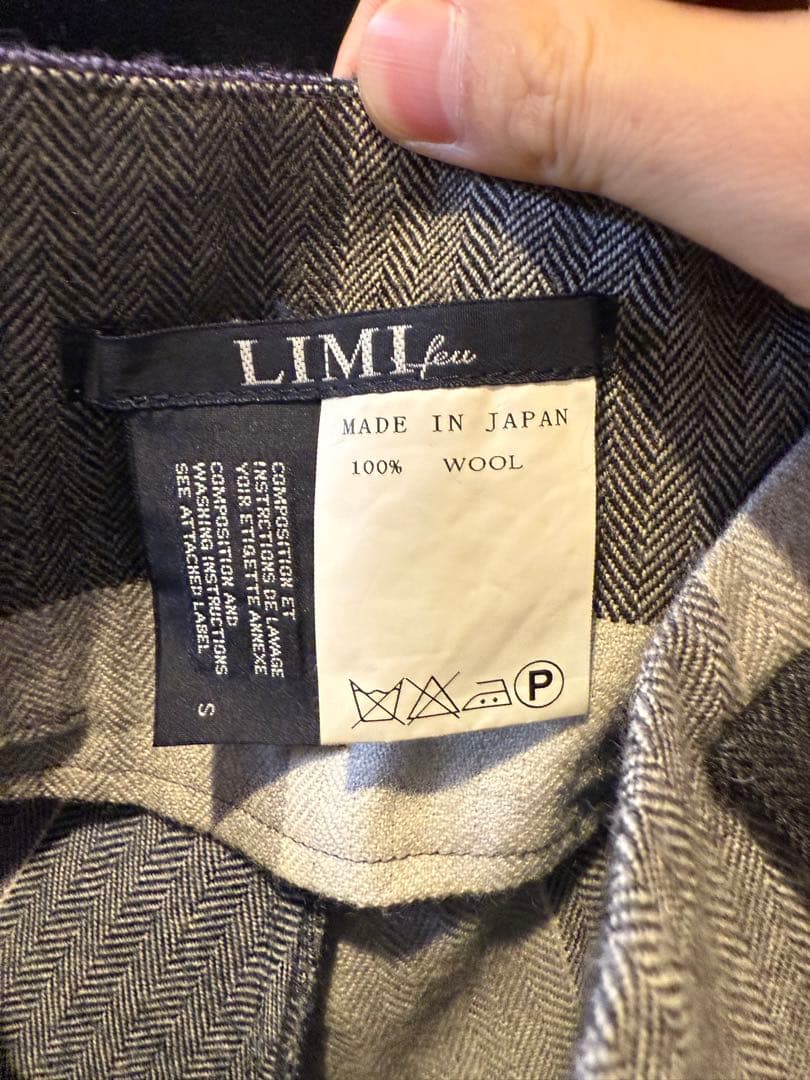 LIMI feu
MADE IN JAPAN
100% WOOL
COMPOSITION ET
INSTRUCTIONS DE LAVAGE
VOIR ETIQETTE ANNEXE
COMPOSITION AND
WASHING INSTRUCTIONS
SEE ATTACHED LABEL
S
P